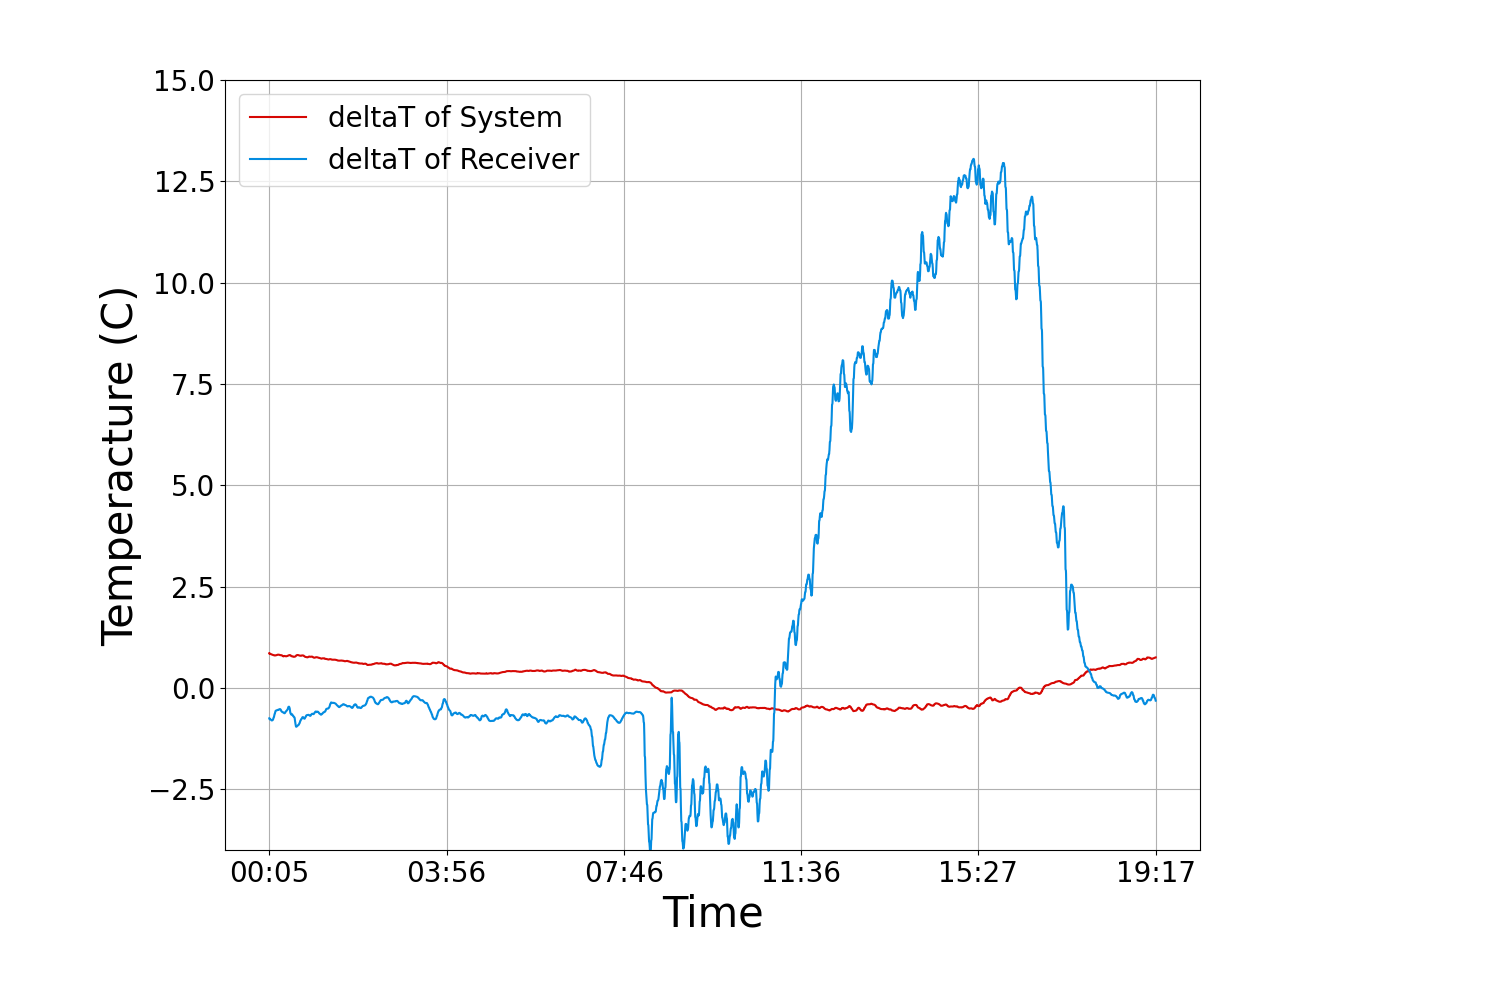 deltaT of System
deltaT of Receiver
15.0
12.5
10.0
7.5
5.0
2.5
0.0
−2.5
Temperacture (C)
00:05 03:56 07:46 11:36 15:27 19:17
Time